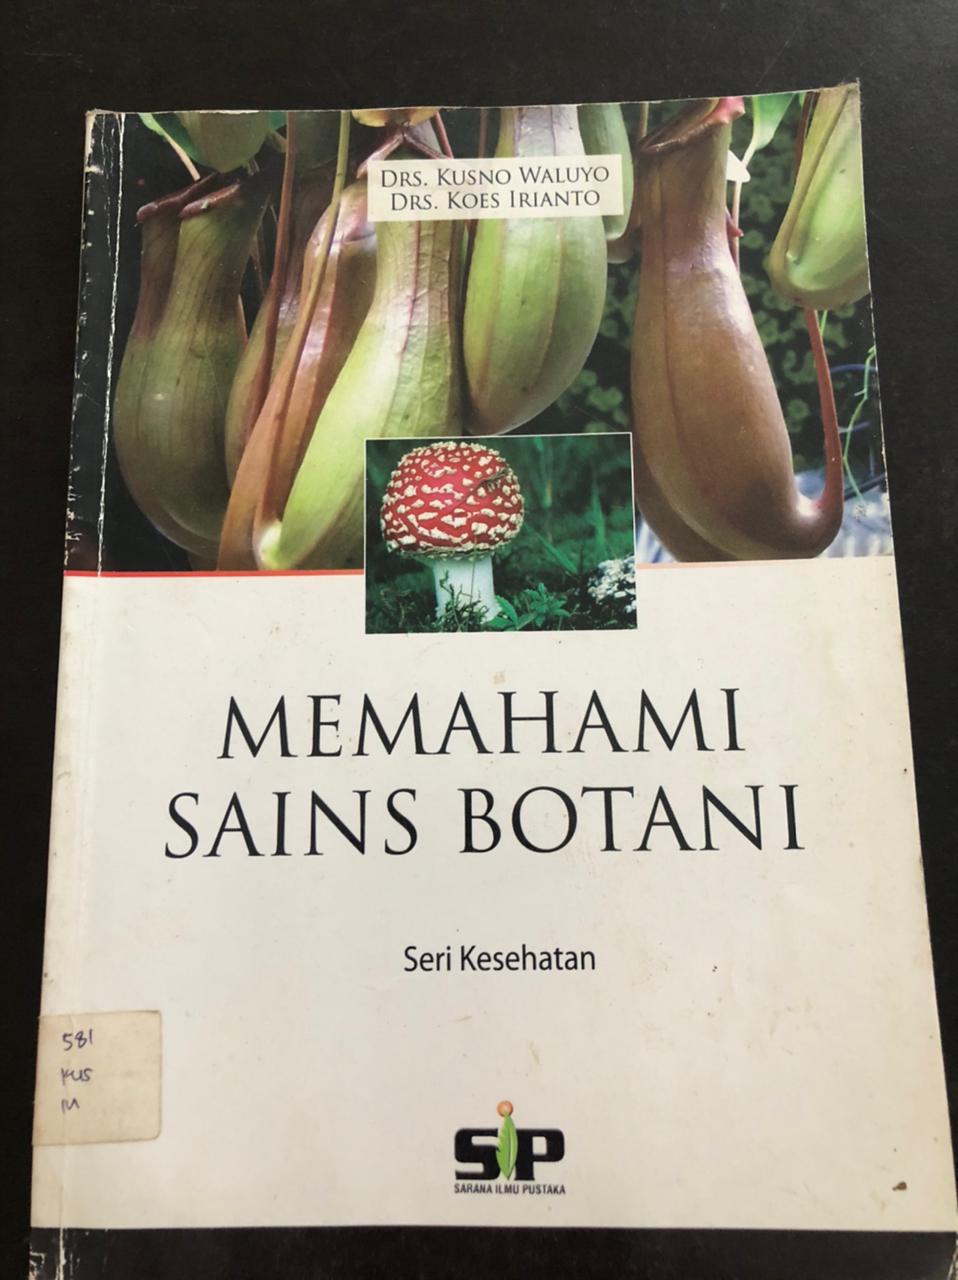 DRS. KUSNO WALUYO
DRS. KOES IRIANTO
MEMAHAMI
SAINS BOTANI
Seri Kesehatan
581
KUS
M
SIP
SARANA ILMU PUSTAKA